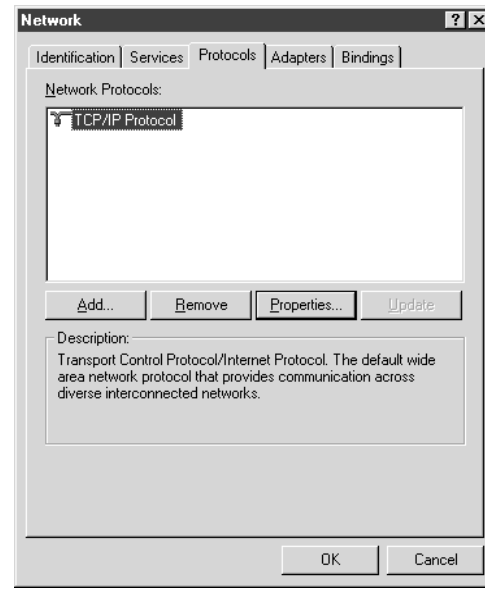 Network
Identification Services Protocols Adapters Bindings
Network Protocols:
TCP/IP Protocol
Add... Remove Properties... Update
Description:
Transport Control Protocol/Internet Protocol. The default wide
area network protocol that provides communication across
diverse interconnected networks.
OK Cancel